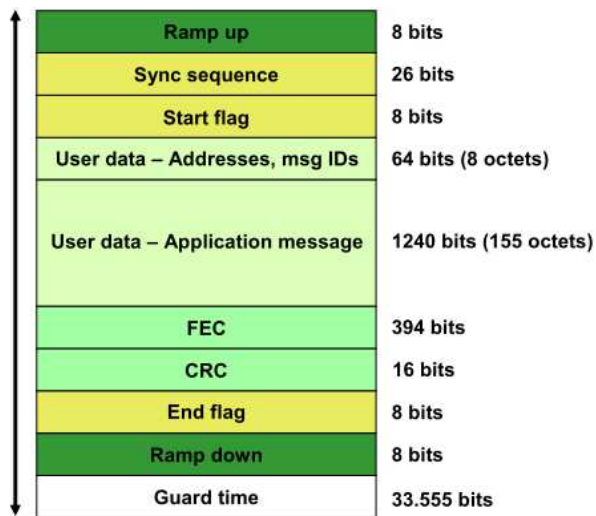 Ramp up 8 bits
Sync sequence 26 bits
Start flag 8 bits
User data – Addresses, msg IDs 64 bits (8 octets)
User data – Application message 1240 bits (155 octets)
FEC 394 bits
CRC 16 bits
End flag 8 bits
Ramp down 8 bits
Guard time 33.555 bits